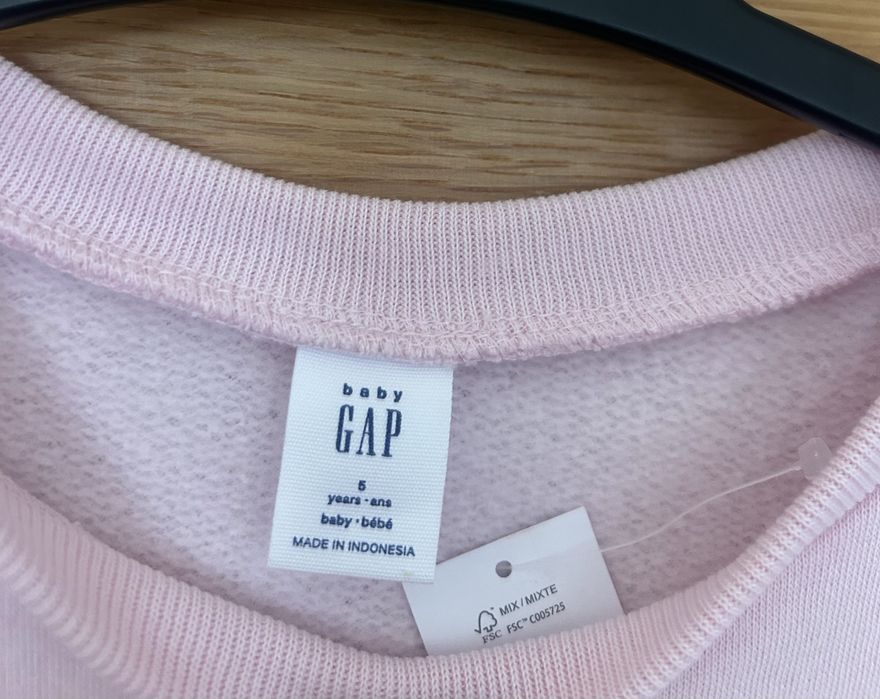 baby
GAP
5
years · ans
baby · bébé
MADE IN INDONESIA
MIX / MIXTE
FSC FSC™ C005725